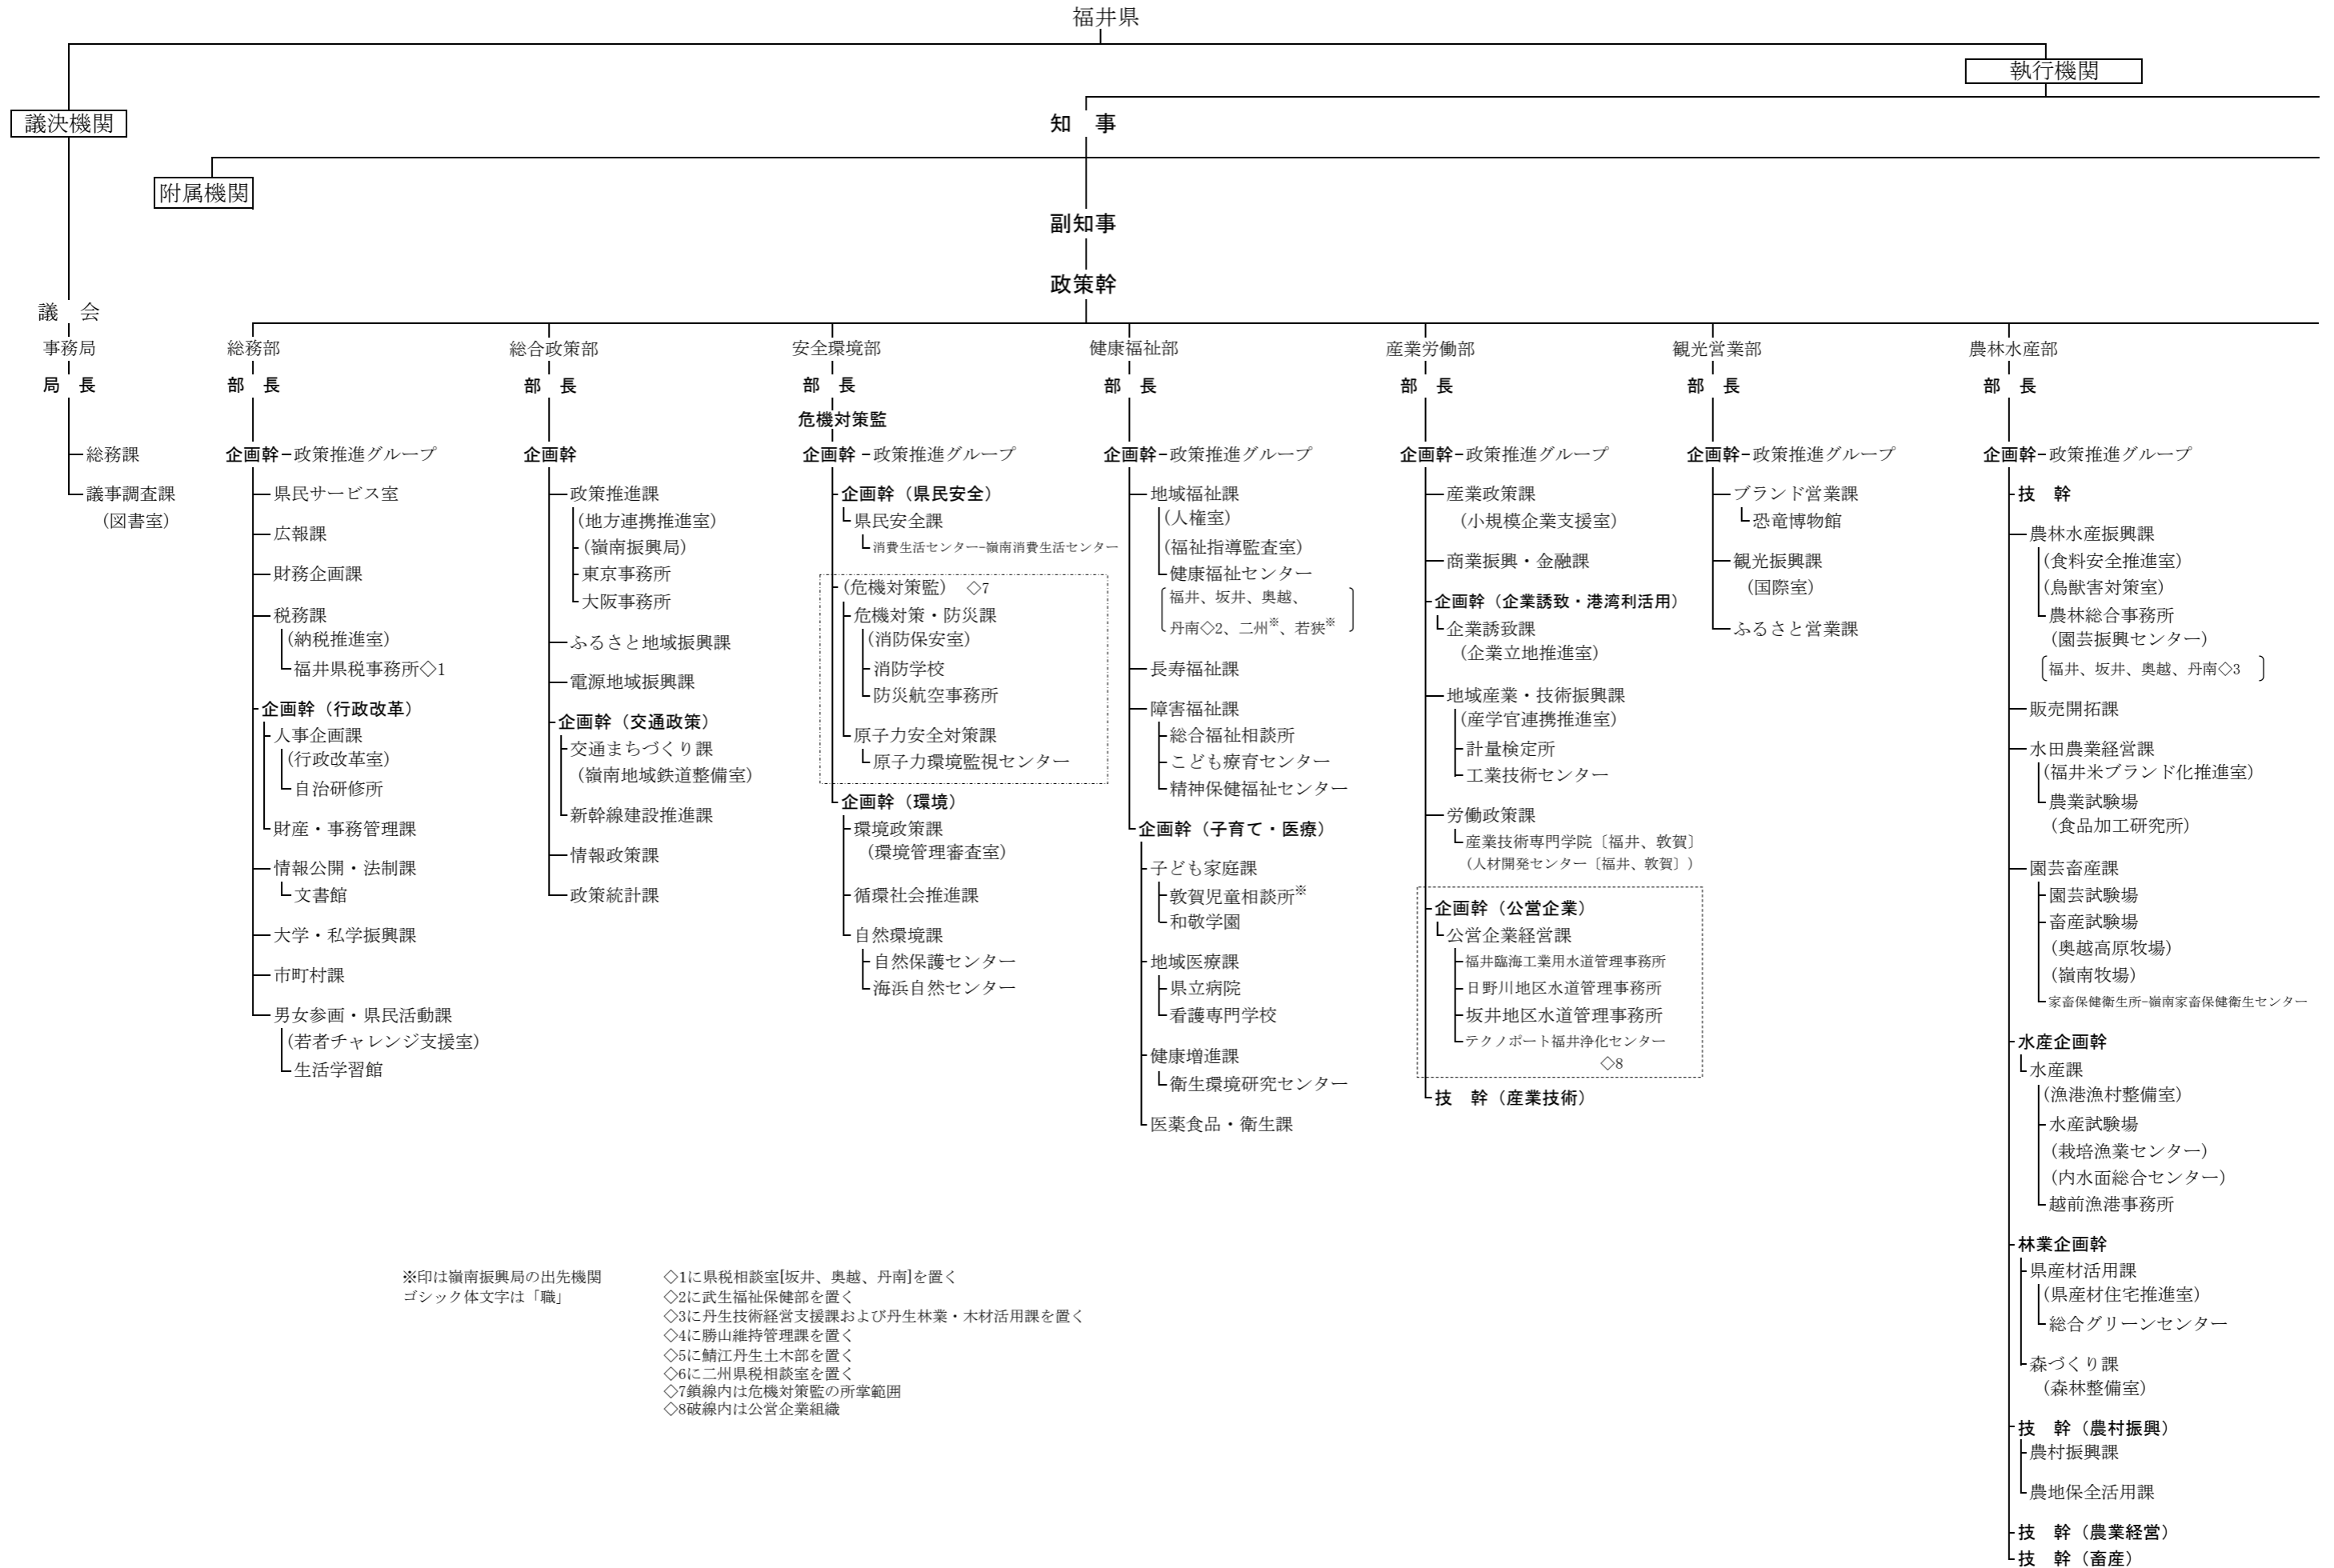 福井県
執行機関
議決機関
知　事
附属機関
副知事
政策幹
議　会
事務局
局　長
総務課
議事調査課
（図書室）
総務部
部　長
企画幹-政策推進グループ
県民サービス室
広報課
財務企画課
税務課
（納税推進室）
福井県税事務所◇1
企画幹（行政改革）
人事企画課
（行政改革室）
自治研修所
財産・事務管理課
情報公開・法制課
文書館
大学・私学振興課
市町村課
男女参画・県民活動課
（若者チャレンジ支援室）
生活学習館
総合政策部
部　長
企画幹
政策推進課
（地方連携推進室）
（嶺南振興局）
東京事務所
大阪事務所
ふるさと地域振興課
電源地域振興課
企画幹（交通政策）
交通まちづくり課
（嶺南地域鉄道整備室）
新幹線建設推進課
情報政策課
政策統計課
安全環境部
部　長
危機対策監
企画幹-政策推進グループ
企画幹（県民安全）
県民安全課
消費生活センター-嶺南消費生活センター
（危機対策監）　◇7
危機対策・防災課
（消防保安室）
消防学校
防災航空事務所
原子力安全対策課
原子力環境監視センター
企画幹（環境）
環境政策課
（環境管理審査室）
循環社会推進課
自然環境課
自然保護センター
海浜自然センター
健康福祉部
部　長
企画幹-政策推進グループ
地域福祉課
（人権室）
（福祉指導監査室）
健康福祉センター
福井、坂井、奥越、
丹南◇2、二州※、若狭※
長寿福祉課
障害福祉課
総合福祉相談所
こども療育センター
精神保健福祉センター
企画幹（子育て・医療）
子ども家庭課
敦賀児童相談所※
和敬学園
地域医療課
県立病院
看護専門学校
健康増進課
衛生環境研究センター
医薬食品・衛生課
産業労働部
部　長
企画幹-政策推進グループ
産業政策課
（小規模企業支援室）
商業振興・金融課
企画幹（企業誘致・港湾利活用）
企業誘致課
（企業立地推進室）
地域産業・技術振興課
（産学官連携推進室）
計量検定所
工業技術センター
労働政策課
産業技術専門学院〔福井、敦賀〕
（人材開発センター〔福井、敦賀〕）
企画幹（公営企業）
公営企業経営課
福井臨海工業用水道管理事務所
日野川地区水道管理事務所
坂井地区水道管理事務所
テクノポート福井浄化センター
◇8
技　幹（産業技術）
観光営業部
部　長
企画幹-政策推進グループ
ブランド営業課
恐竜博物館
観光振興課
（国際室）
ふるさと営業課
農林水産部
部　長
企画幹-政策推進グループ
技　幹
農林水産振興課
（食料安全推進室）
（鳥獣害対策室）
農林総合事務所
（園芸振興センター）
〔福井、坂井、奥越、丹南◇3　〕
販売開拓課
水田農業経営課
（福井米ブランド化推進室）
農業試験場
（食品加工研究所）
園芸畜産課
園芸試験場
畜産試験場
（奥越高原牧場）
（嶺南牧場）
家畜保健衛生所-嶺南家畜保健衛生センター
水産企画幹
水産課
（漁港漁村整備室）
水産試験場
（栽培漁業センター）
（内水面総合センター）
越前漁港事務所
林業企画幹
県産材活用課
（県産材住宅推進室）
総合グリーンセンター
森づくり課
（森林整備室）
技　幹（農村振興）
農村振興課
農地保全活用課
技　幹（農業経営）
技　幹（畜産）
※印は嶺南振興局の出先機関
ゴシック体文字は「職」
◇1に県税相談室[坂井、奥越、丹南]を置く
◇2に武生福祉保健部を置く
◇3に丹生技術経営支援課および丹生林業・木材活用課を置く
◇4に勝山維持管理課を置く
◇5に鯖江丹生土木部を置く
◇6に二州県税相談室を置く
◇7鎖線内は危機対策監の所掌範囲
◇8破線内は公営企業組織